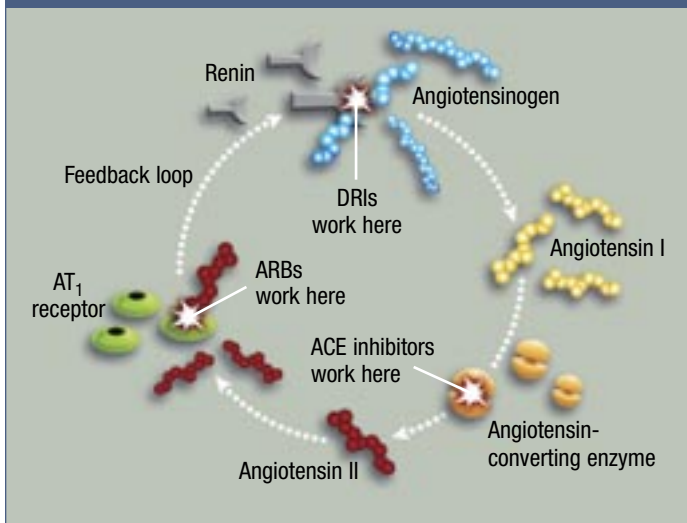 Renin
Angiotensinogen
DRIs
work here
Feedback loop
Angiotensin I
AT1
receptor
ARBs
work here
ACE inhibitors
work here
Angiotensin-
converting enzyme
Angiotensin II